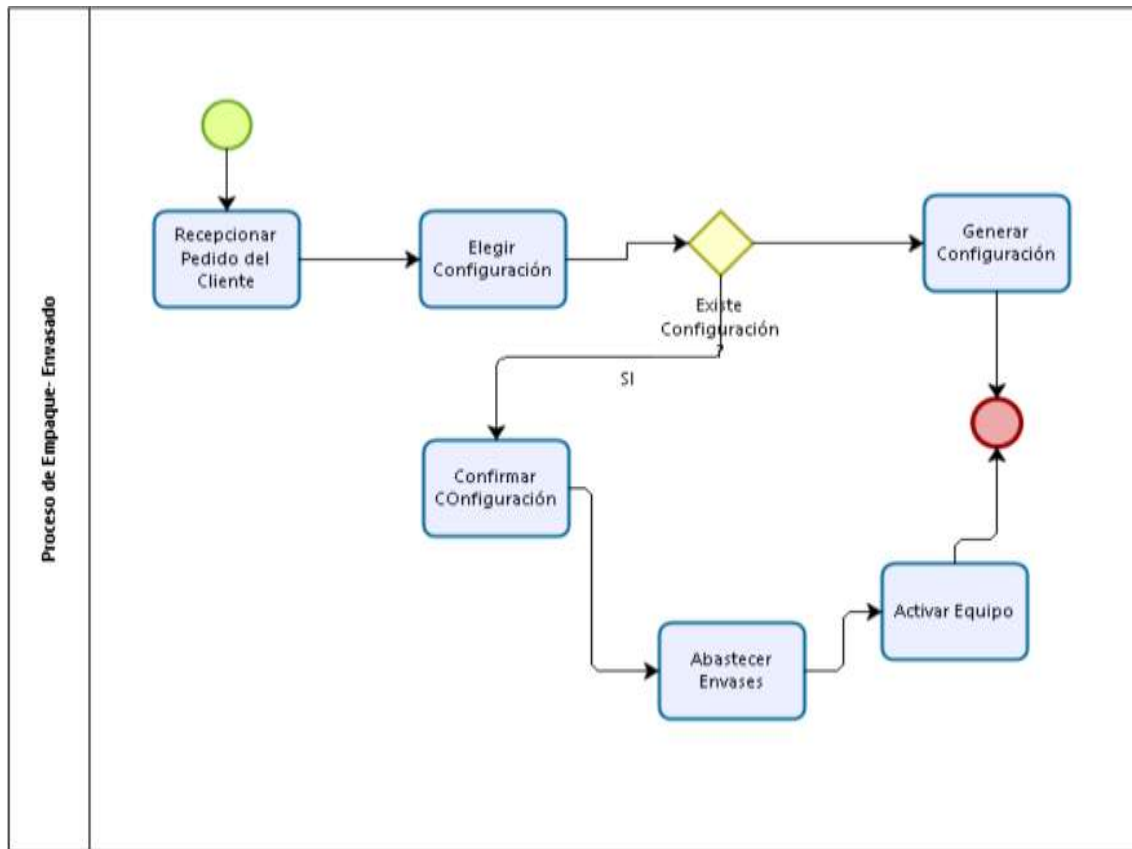 Proceso de Empaque- Envasado
Recepcionar
Pedido del
Cliente
Elegir
Configuración
Existe
Configuración
?
SI
Generar
Configuración
Confirmar
COnfiguración
Abastecer
Envases
Activar Equipo